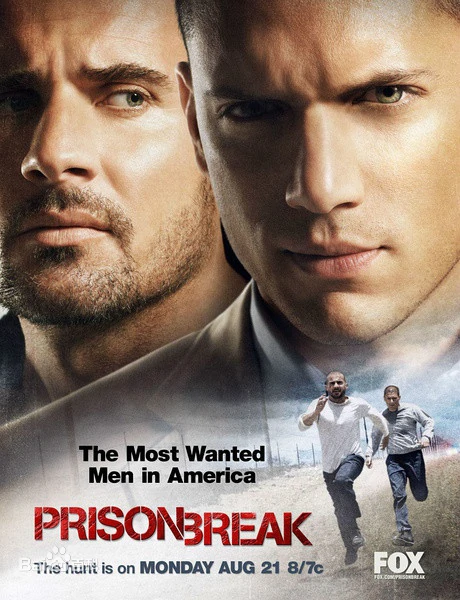 The Most Wanted
Men in America
PRISON BREAK
The hunt is on MONDAY AUG 21 8/7c
FOX
FOX.COM/PRISONBREAK